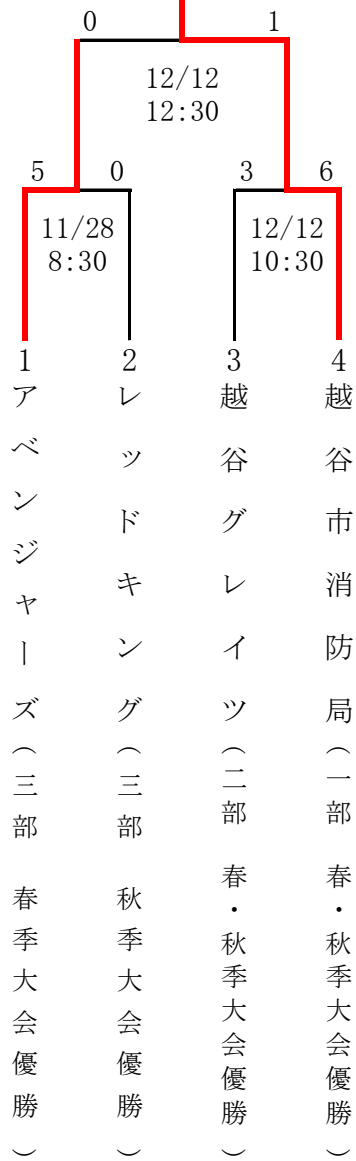 0 1
12/12
12:30
5 0 3 6
11/28
8:30
12/12
10:30
1 2 3 4
アベンジャーズ(三部 春季大会優勝)
レッドキング(三部 秋季大会優勝)
越谷グレイツ(二部 春・秋季大会優勝)
越谷市消防局(一部 春・秋季大会優勝)